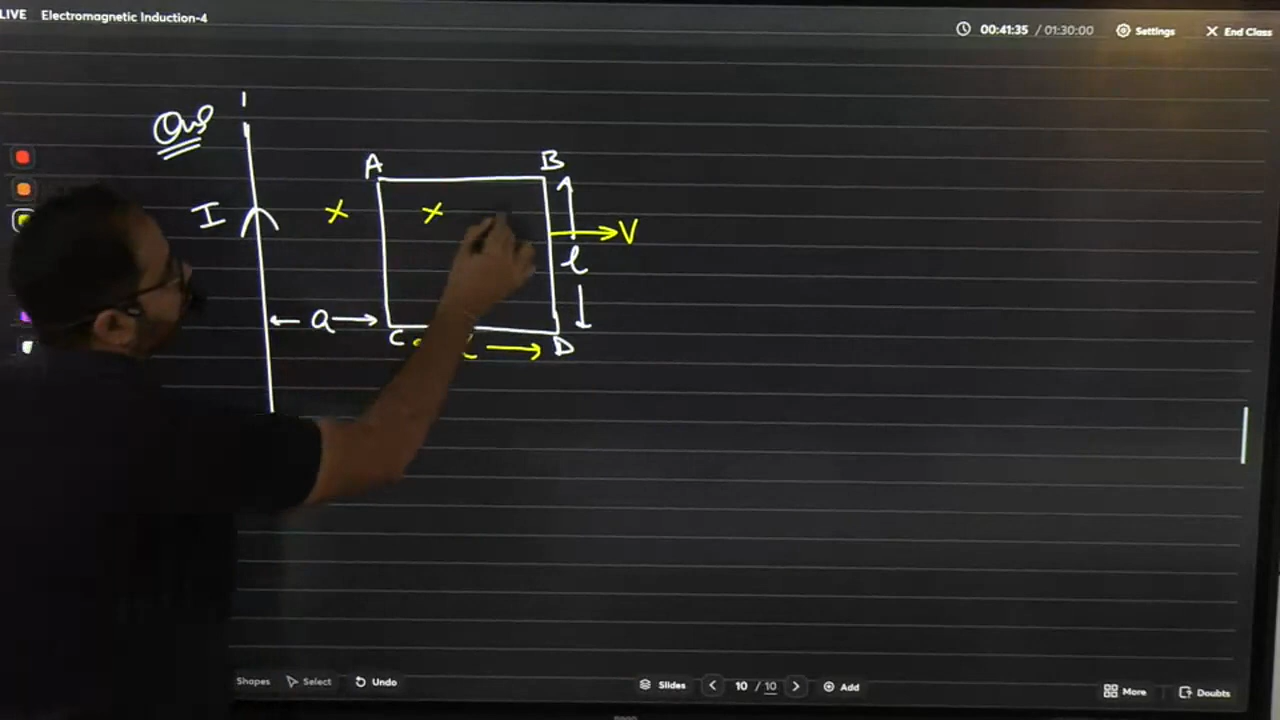 LIVE Electromagnetic Induction-4
00:41:35 / 01:30:00 Settings End Class
Que
A B
I
V
l
a
C D
Shapes Select Undo
Slides 10 / 10 Add
More Doubts